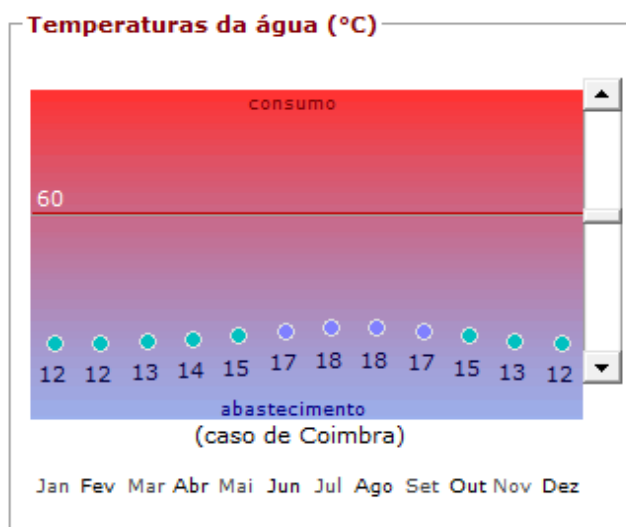 Temperaturas da água (°C)
consumo
60
12 12 13 14 15 17 18 18 17 15 13 12
abastecimento
(caso de Coimbra)
Jan Fev Mar Abr Mai Jun Jul Ago Set Out Nov Dez